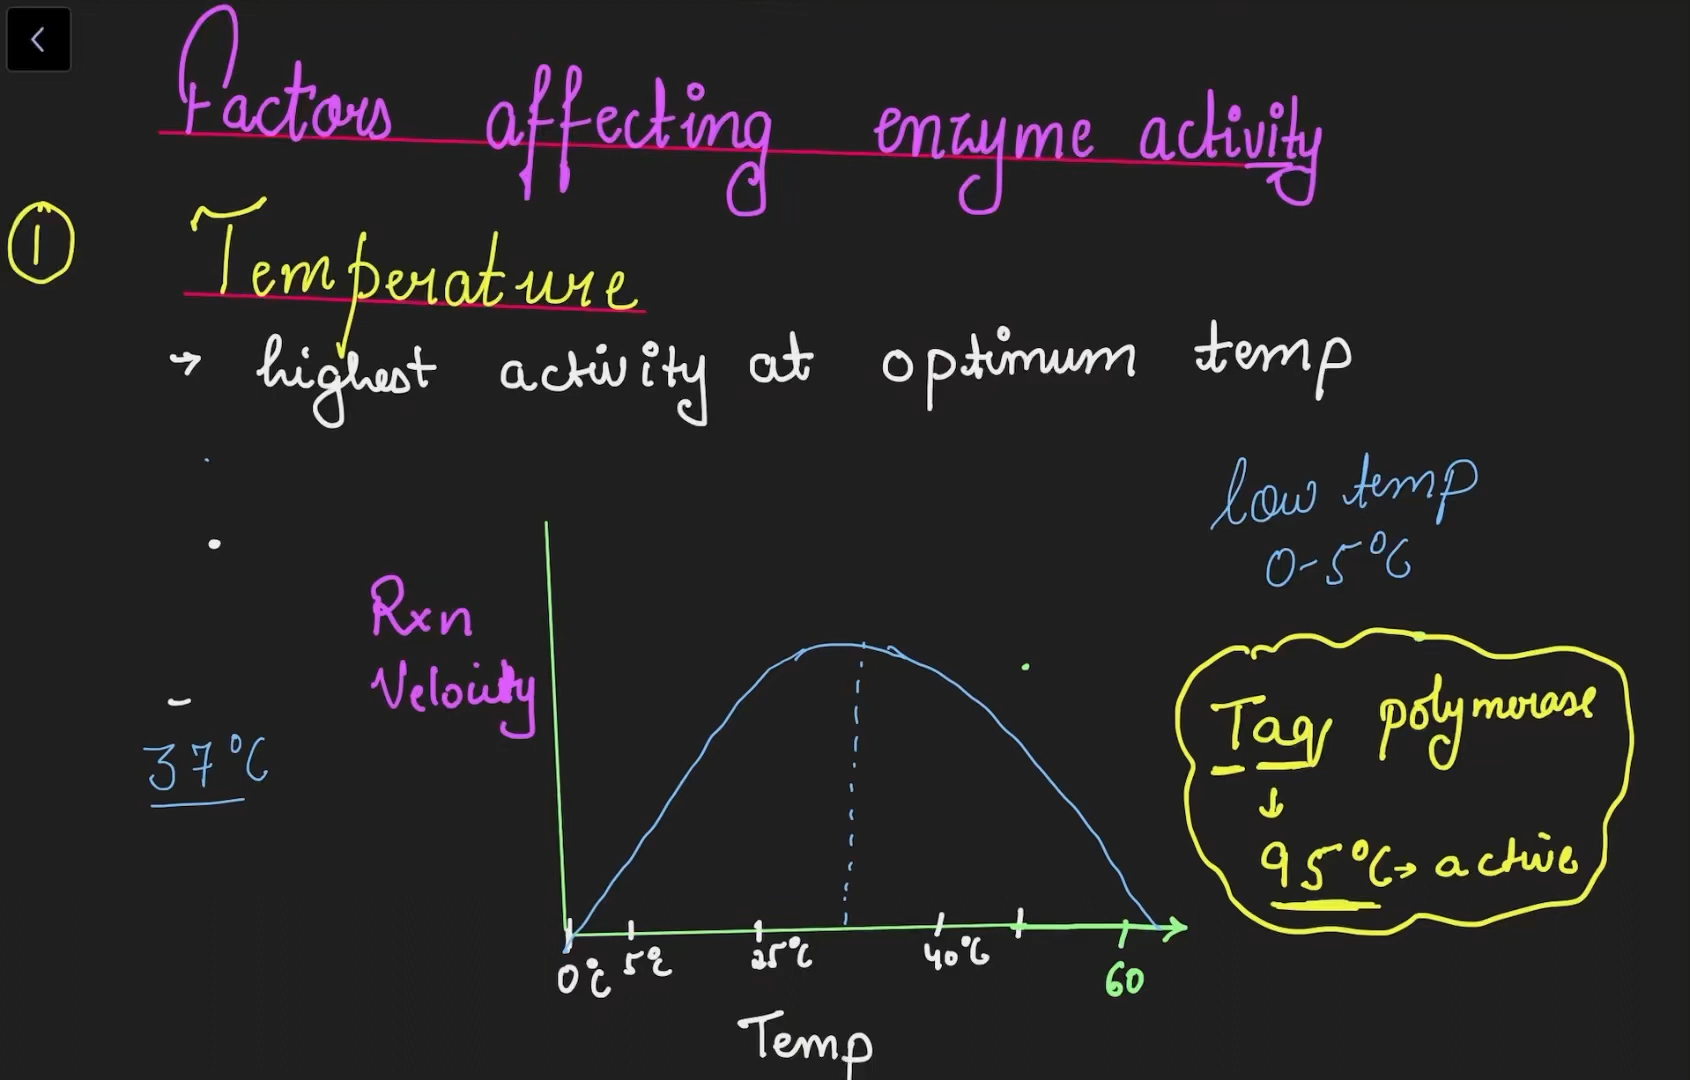 Factors affecting enzyme activity
1 Temperature
→ highest activity at optimum temp
low temp
0-5°C
Rxn
Velocity
Taq polymerase
↓
37°C
95°C → active
0°C 5°C 25°C 40°C 60
Temp